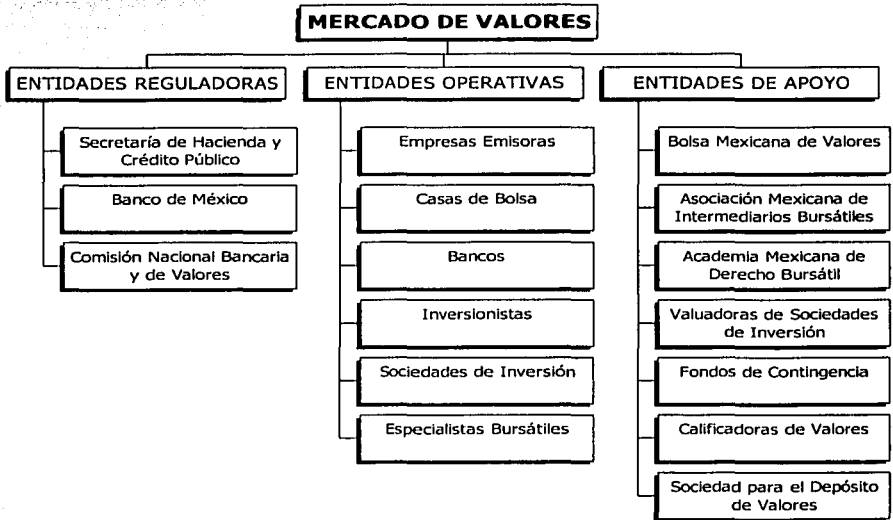 MERCADO DE VALORES
ENTIDADES REGULADORAS
Secretaría de Hacienda y
Crédito Público
Banco de México
Comisión Nacional Bancaria
y de Valores
ENTIDADES OPERATIVAS
Empresas Emisoras
Casas de Bolsa
Bancos
Inversionistas
Sociedades de Inversión
Especialistas Bursátiles
ENTIDADES DE APOYO
Bolsa Mexicana de Valores
Asociación Mexicana de
Intermediarios Bursátiles
Academia Mexicana de
Derecho Bursátil
Valuadoras de Sociedades
de Inversión
Fondos de Contingencia
Calificadoras de Valores
Sociedad para el Depósito
de Valores